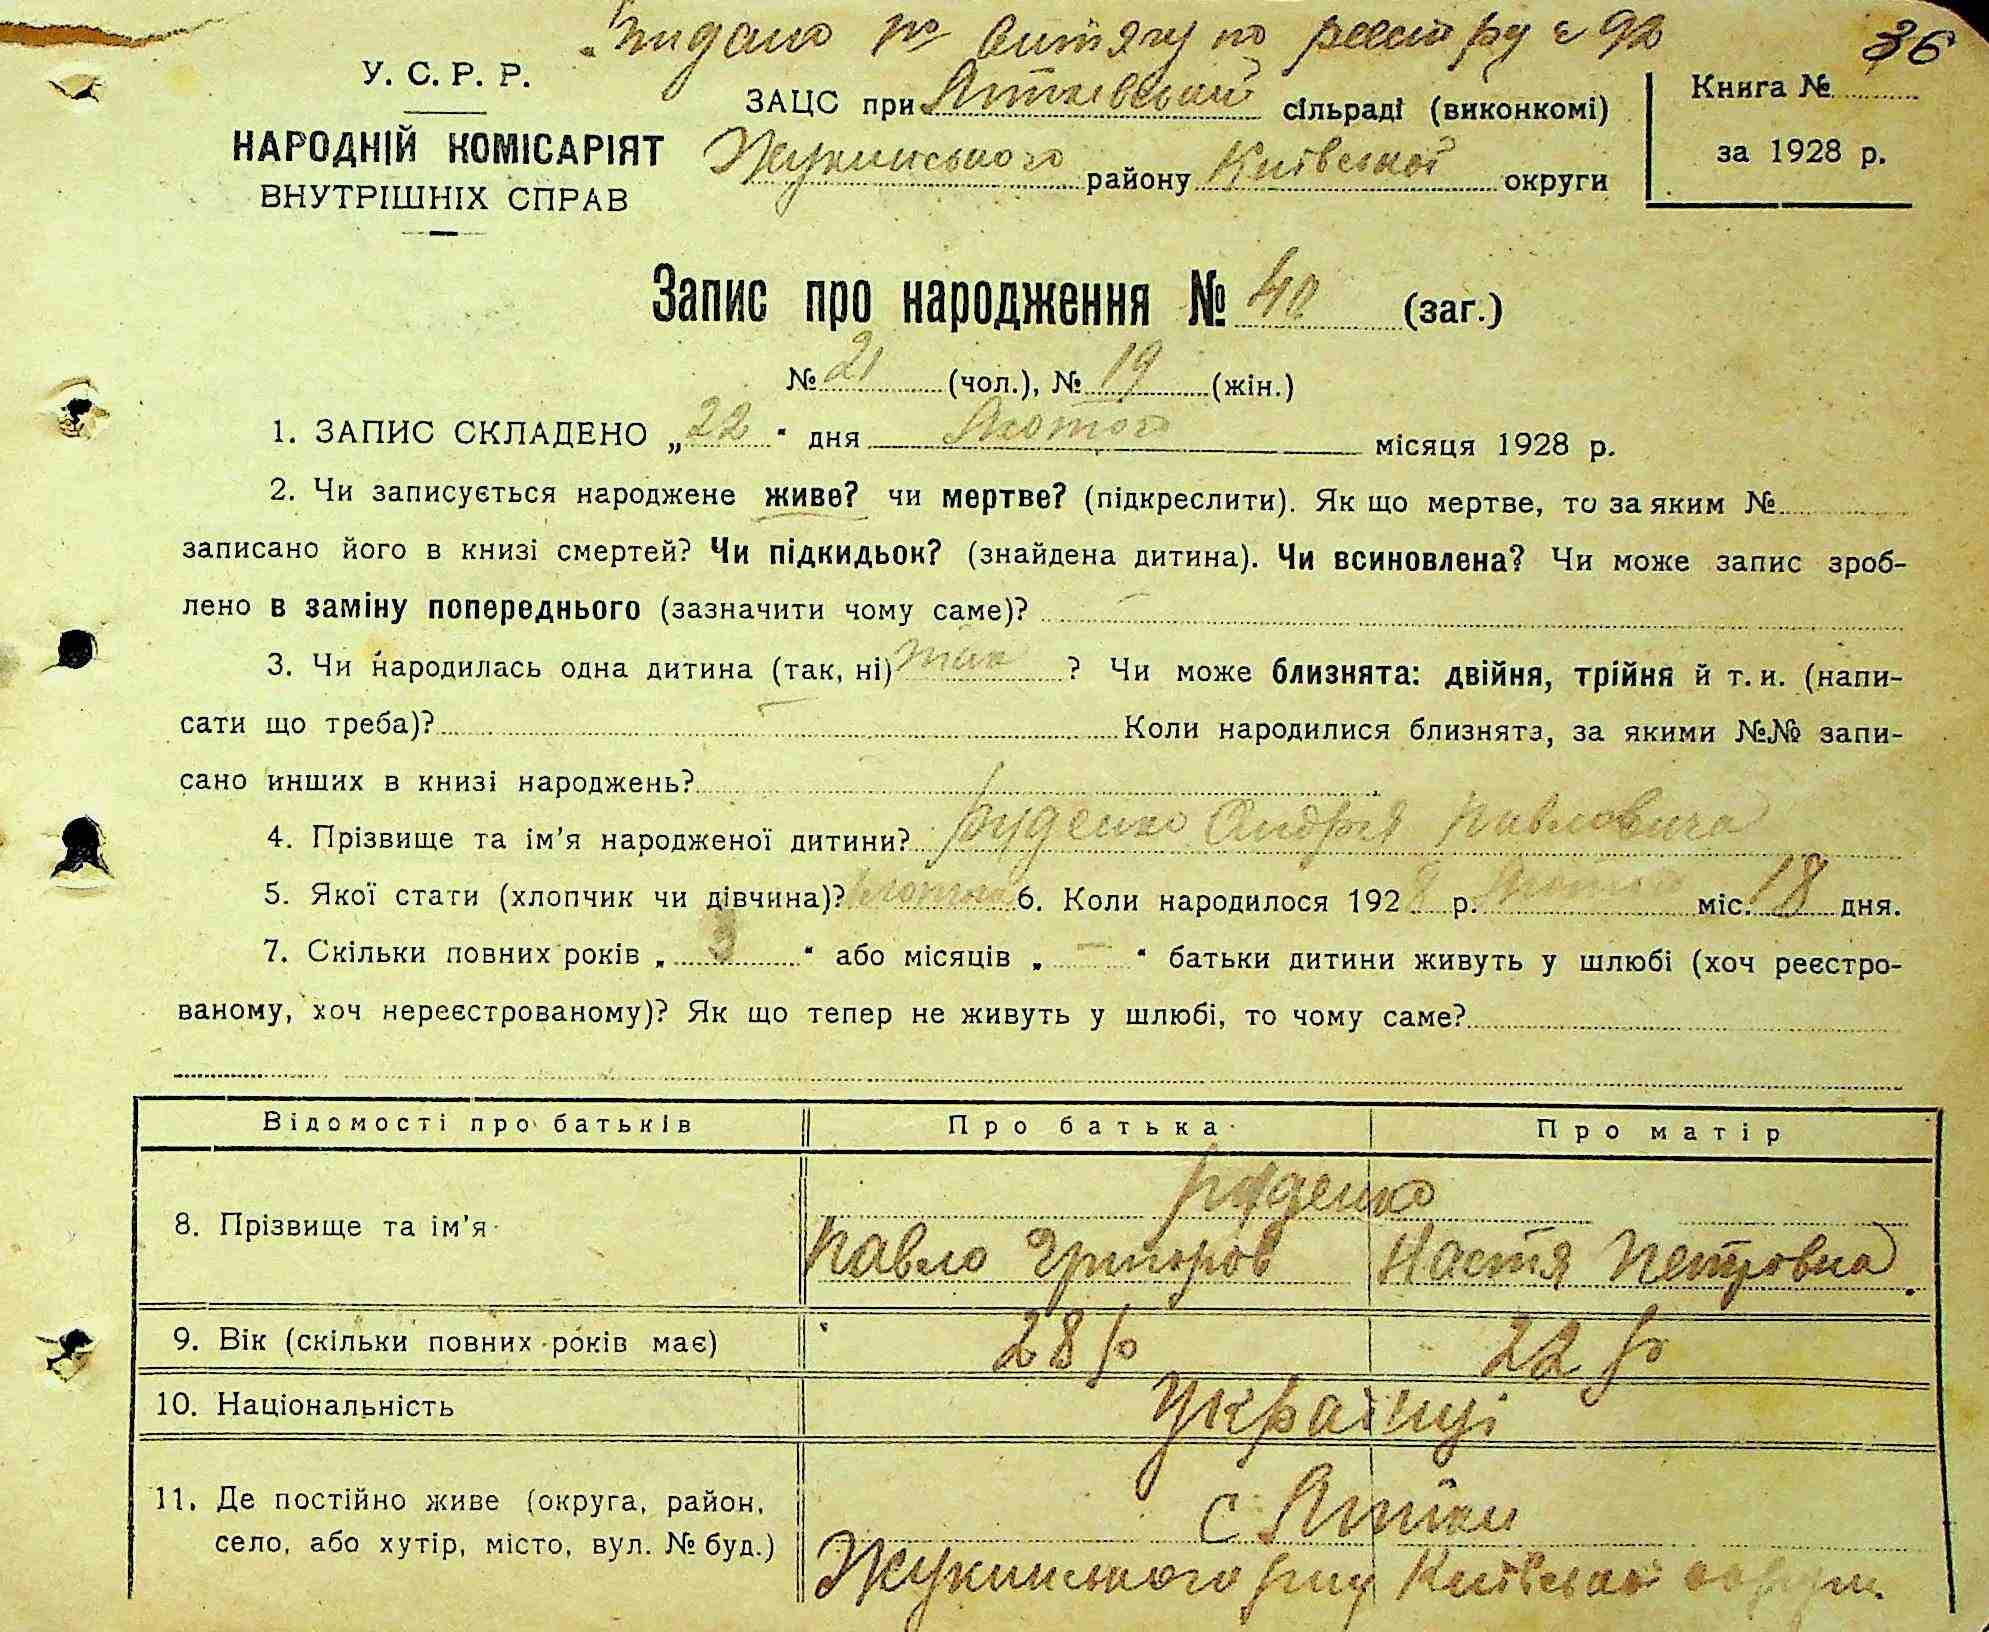 Видано по витягу по реєстру з 92 36
У. С. Р. Р.
НАРОДНІЙ КОМІСАРІЯТ
ВНУТРІШНІХ СПРАВ
ЗАЦС при сільраді (виконкомі)
Жукинського району Київської округи
Книга №
за 1928 р.
Запис про народження № 40 (заг.)
№ 21 (чол.), № 19 (жін.)
1. ЗАПИС СКЛАДЕНО „22" дня Лютого місяця 1928 р.
2. Чи записується народжене живе? чи мертве? (підкреслити). Як що мертве, то за яким №
записано його в книзі смертей? Чи підкидьок? (знайдена дитина). Чи всиновлена? Чи може запис зроб-
лено в заміну попереднього (зазначити чому саме)? —
3. Чи народилась одна дитина (так, ні) так ? Чи може близнята: двійня, трійня й т. и. (напи-
сати що треба)? — Коли народилися близнята, за якими №№ запи-
сано инших в книзі народжень?
4. Прізвище та ім'я народженої дитини? Руденко Андрія Павловича
5. Якої стати (хлопчик чи дівчина)? 6. Коли народилося 1928 р. Лютого міс. 18 дня.
7. Скільки повних років „ 3 " або місяців „ — " батьки дитини живуть у шлюбі (хоч реєстро-
ваному, хоч нереєстрованому)? Як що тепер не живуть у шлюбі, то чому саме?
Відомості про батьків Про батька Про матір
Руденко
8. Прізвище та ім'я Павло Григоров Настя Петровна
9. Вік (скільки повних років має) 28 р 22 р
10. Національність Українці
11. Де постійно живе (округа, район, с.
село, або хутір, місто, вул. № буд.) Жукинського р-ну Київської округи